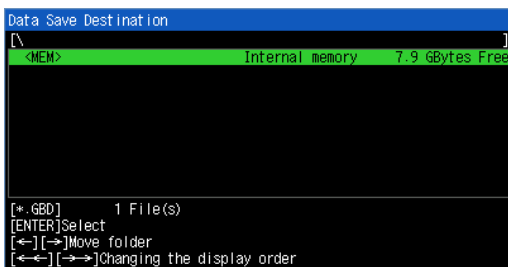 Data Save Destination
[\ ]
<MEM> Internal memory 7.9 GBytes Free
[*.GBD] 1 File(s)
[ENTER]Select
[←][→]Move folder
[←←][→→]Changing the display order